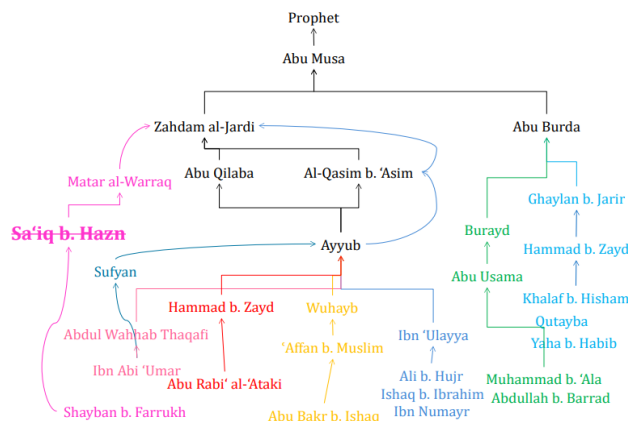 Prophet
Abu Musa
Zahdam al-Jardi
Abu Burda
Matar al-Warraq
Abu Qilaba
Al-Qasim b. ‘Asim
Ghaylan b. Jarir
Sa‘iq b. Hazn
Burayd
Ayyub
Hammad b. Zayd
Sufyan
Abu Usama
Hammad b. Zayd
Wuhayb
Khalaf b. Hisham
Qutayba
Abdul Wahhab Thaqafi
Ibn ‘Ulayya
Yaha b. Habib
‘Affan b. Muslim
Ibn Abi ‘Umar
Abu Rabi‘ al-‘Ataki
Ali b. Hujr
Ishaq b. Ibrahim
Ibn Numayr
Muhammad b. ‘Ala
Abdullah b. Barrad
Shayban b. Farrukh
Abu Bakr b. Ishaq